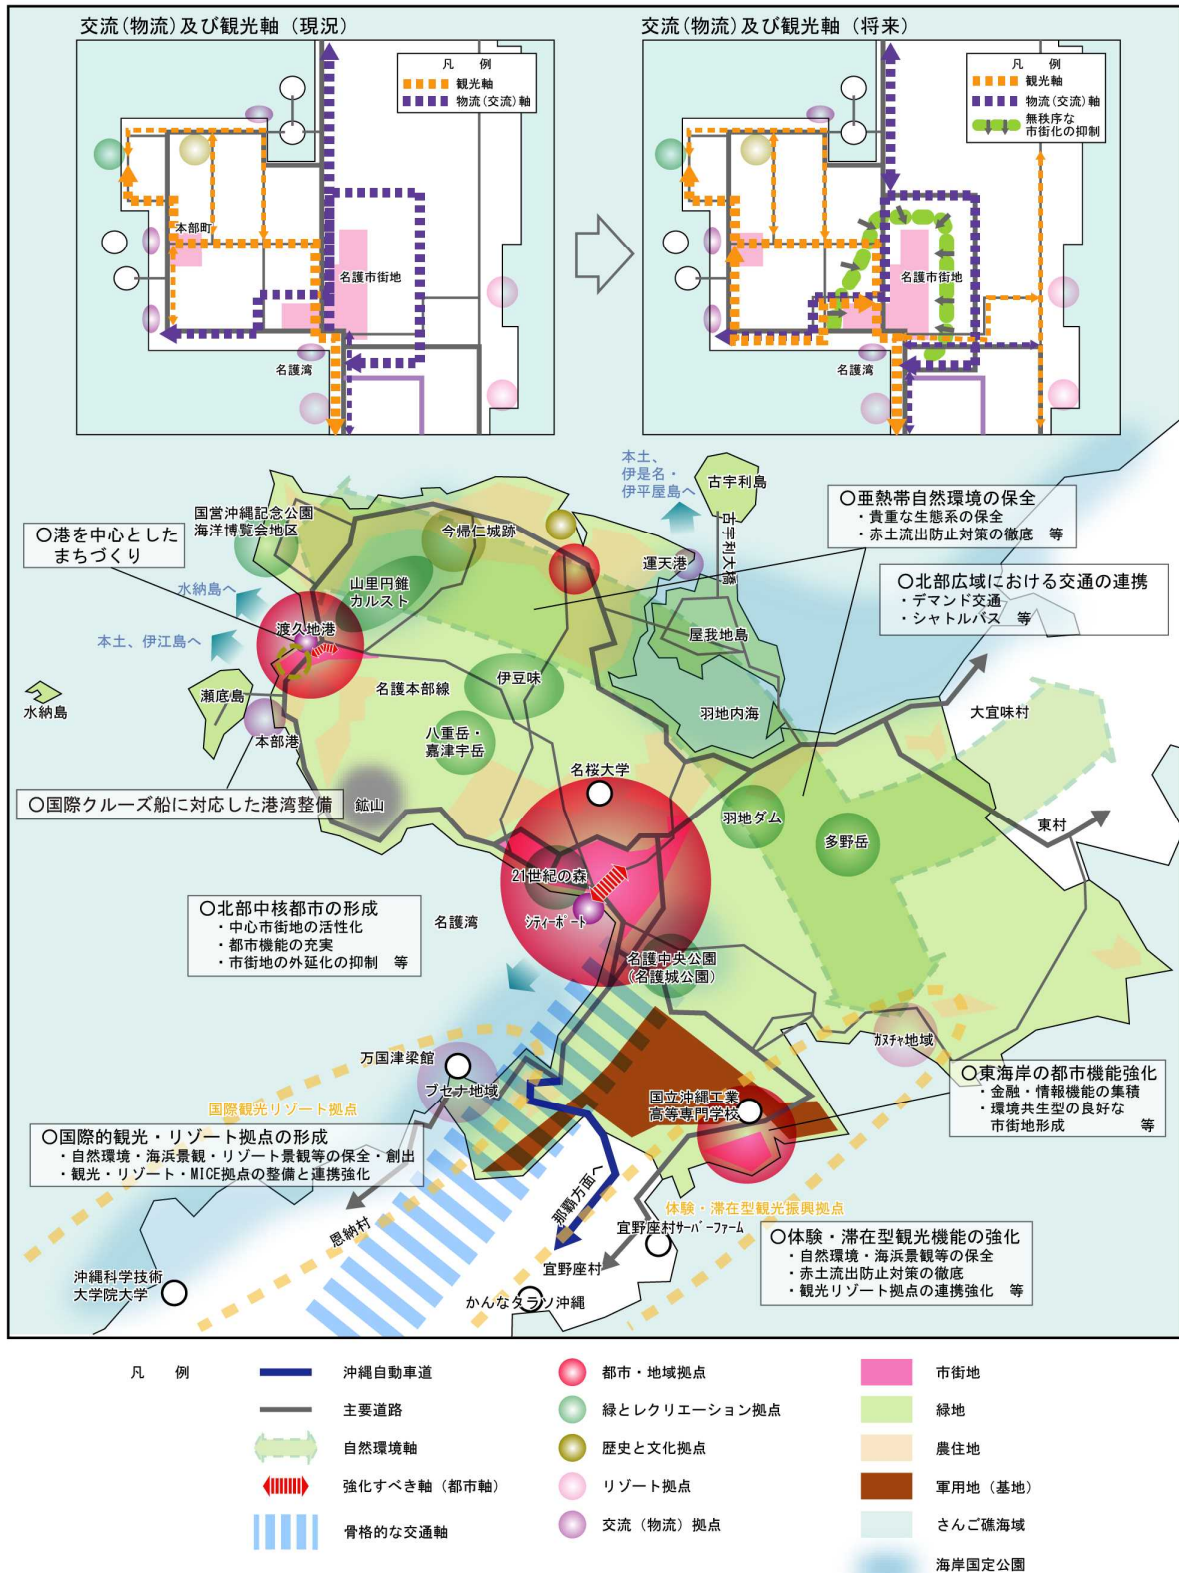 交流(物流)及び観光軸（現況）
凡　例
観光軸
物流(交流)軸
本部町
名護市街地
名護湾
交流(物流)及び観光軸（将来）
凡　例
観光軸
物流(交流)軸
無秩序な
市街化の抑制
名護市街地
名護湾
本土、
伊是名・
伊平屋島へ
古宇利島
古宇利大橋
国営沖縄記念公園
海洋博覧会地区
今帰仁城跡
運天港
○港を中心とした
まちづくり
○亜熱帯自然環境の保全
・貴重な生態系の保全
・赤土流出防止対策の徹底　等
○北部広域における交通の連携
・デマンド交通
・シャトルバス　等
山里円錐
カルスト
水納島へ
渡久地港
本土、伊江島へ
屋我地島
瀬底島
水納島
名護本部線
伊豆味
羽地内海
大宜味村
本部港
八重岳・
嘉津宇岳
名桜大学
○国際クルーズ船に対応した港湾整備
鉱山
羽地ダム
多野岳
東村
21世紀の森
シティーポート
○北部中核都市の形成
・中心市街地の活性化
・都市機能の充実
・市街地の外延化の抑制　等
名護湾
名護中央公園
(名護城公園)
ｶﾇﾁｬ地域
万国津梁館
ブセナ地域
国際観光リゾート拠点
国立沖縄工業
高等専門学校
○東海岸の都市機能強化
・金融・情報機能の集積
・環境共生型の良好な
市街地形成　等
○国際的観光・リゾート拠点の形成
・自然環境・海浜景観・リゾート景観等の保全・創出
・観光・リゾート・MICE拠点の整備と連携強化
恩納村
那覇方面へ
体験・滞在型観光振興拠点
宜野座村サーバーファーム
宜野座村
○体験・滞在型観光機能の強化
・自然環境・海浜景観等の保全
・赤土流出防止対策の徹底
・観光リゾート拠点の連携強化　等
沖縄科学技術
大学院大学
かんなタラソ沖縄
凡　例
沖縄自動車道
主要道路
自然環境軸
強化すべき軸（都市軸）
骨格的な交通軸
都市・地域拠点
緑とレクリエーション拠点
歴史と文化拠点
リゾート拠点
交流（物流）拠点
市街地
緑地
農住地
軍用地（基地）
さんご礁海域
海岸国定公園